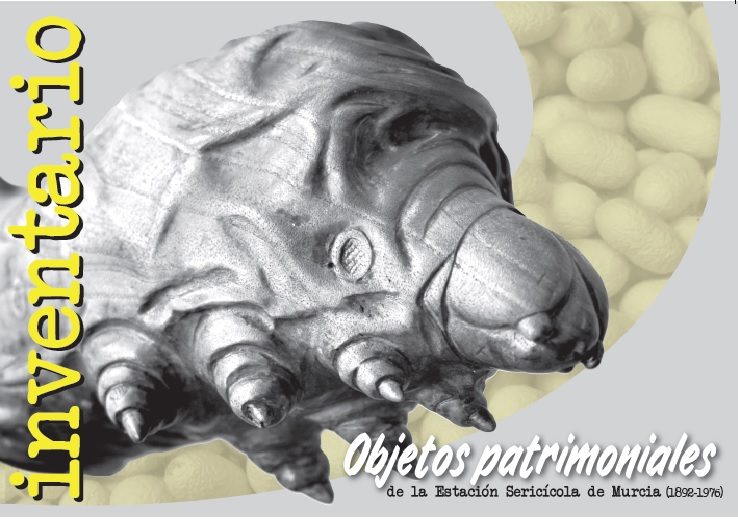 inventario
Objetos patrimoniales
de la Estación Sericícola de Murcia (1892-1976)